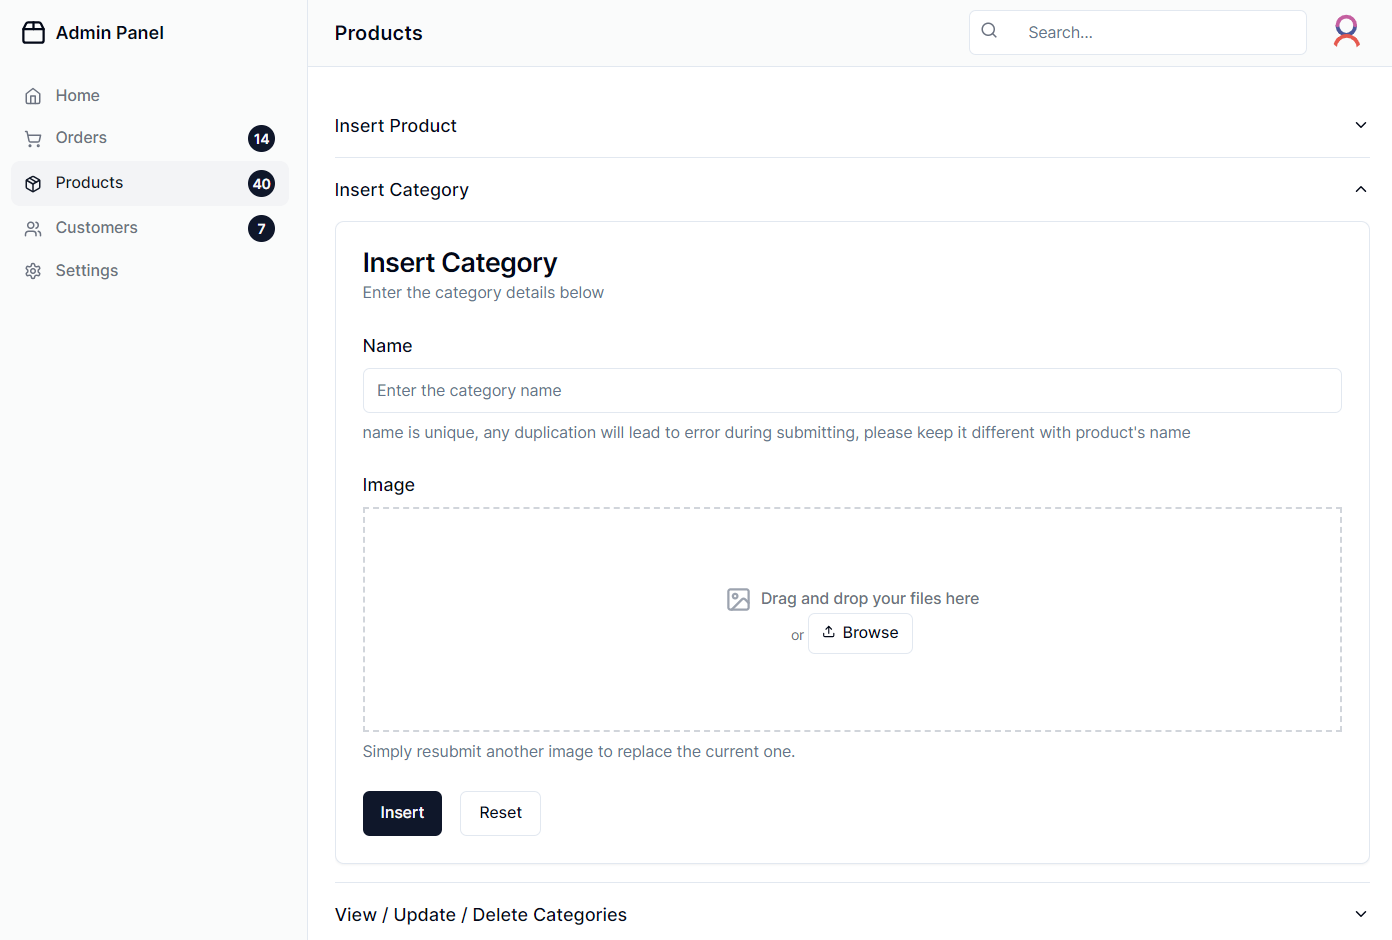 Admin Panel
Home
Orders
14
Products
40
Customers
7
Settings
Products
Search...
Insert Product
Insert Category
Insert Category
Enter the category details below
Name
Enter the category name
name is unique, any duplication will lead to error during submitting, please keep it different with product's name
Image
Drag and drop your files here
or Browse
Simply resubmit another image to replace the current one.
Insert
Reset
View / Update / Delete Categories